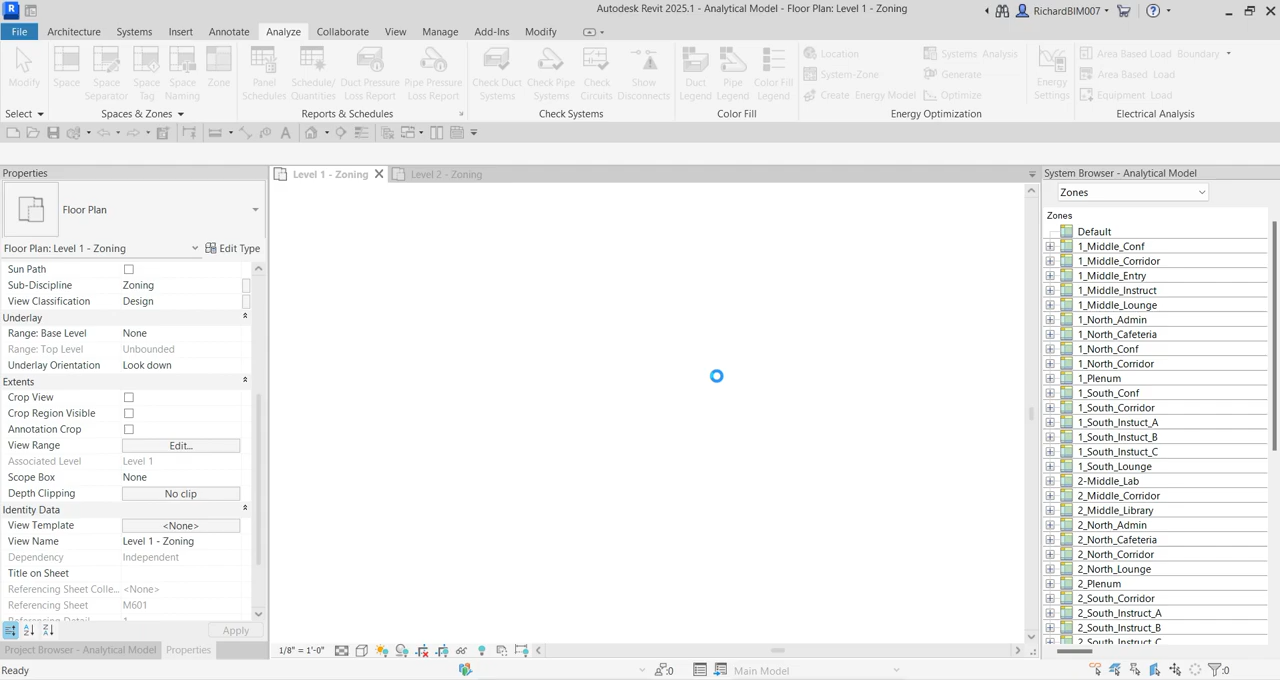 R
Autodesk Revit 2025.1 - Analytical Model - Floor Plan: Level 1 - Zoning
RichardBIM007
File Architecture Systems Insert Annotate Analyze Collaborate View Manage Add-Ins Modify
Modify
Space
Space Separator
Space Tag
Space Naming
Zone
Panel Schedules
Schedule/ Quantities
Duct Pressure Loss Report
Pipe Pressure Loss Report
Check Duct Systems
Check Pipe Systems
Check Circuits
Show Disconnects
Duct Legend
Pipe Legend
Color Fill Legend
Location
System-Zone
Create Energy Model
Systems Analysis
Generate
Optimize
Energy Settings
Area Based Load Boundary
Area Based Load
Equipment Load
Select Spaces & Zones Reports & Schedules Check Systems Color Fill Energy Optimization Electrical Analysis
Properties
Floor Plan
Floor Plan: Level 1 - Zoning Edit Type
Sun Path
Sub-Discipline Zoning
View Classification Design
Underlay
Range: Base Level None
Range: Top Level Unbounded
Underlay Orientation Look down
Extents
Crop View
Crop Region Visible
Annotation Crop
View Range Edit...
Associated Level Level 1
Scope Box None
Depth Clipping No clip
Identity Data
View Template <None>
View Name Level 1 - Zoning
Dependency Independent
Title on Sheet
Referencing Sheet Colle... <None>
Referencing Sheet M601
Referencing Detail 1
Apply
Project Browser - Analytical Model Properties
Level 1 - Zoning Level 2 - Zoning
1/8" = 1'-0"
System Browser - Analytical Model
Zones
Zones
Default
1_Middle_Conf
1_Middle_Corridor
1_Middle_Entry
1_Middle_Instruct
1_Middle_Lounge
1_North_Admin
1_North_Cafeteria
1_North_Conf
1_North_Corridor
1_Plenum
1_South_Conf
1_South_Corridor
1_South_Instuct_A
1_South_Instuct_B
1_South_Instuct_C
1_South_Lounge
2-Middle_Lab
2_Middle_Corridor
2_Middle_Library
2_North_Admin
2_North_Cafeteria
2_North_Corridor
2_North_Lounge
2_Plenum
2_South_Corridor
2_South_Instruct_A
2_South_Instruct_B
2_South_Instruct_C
Ready
:0
Main Model
:0